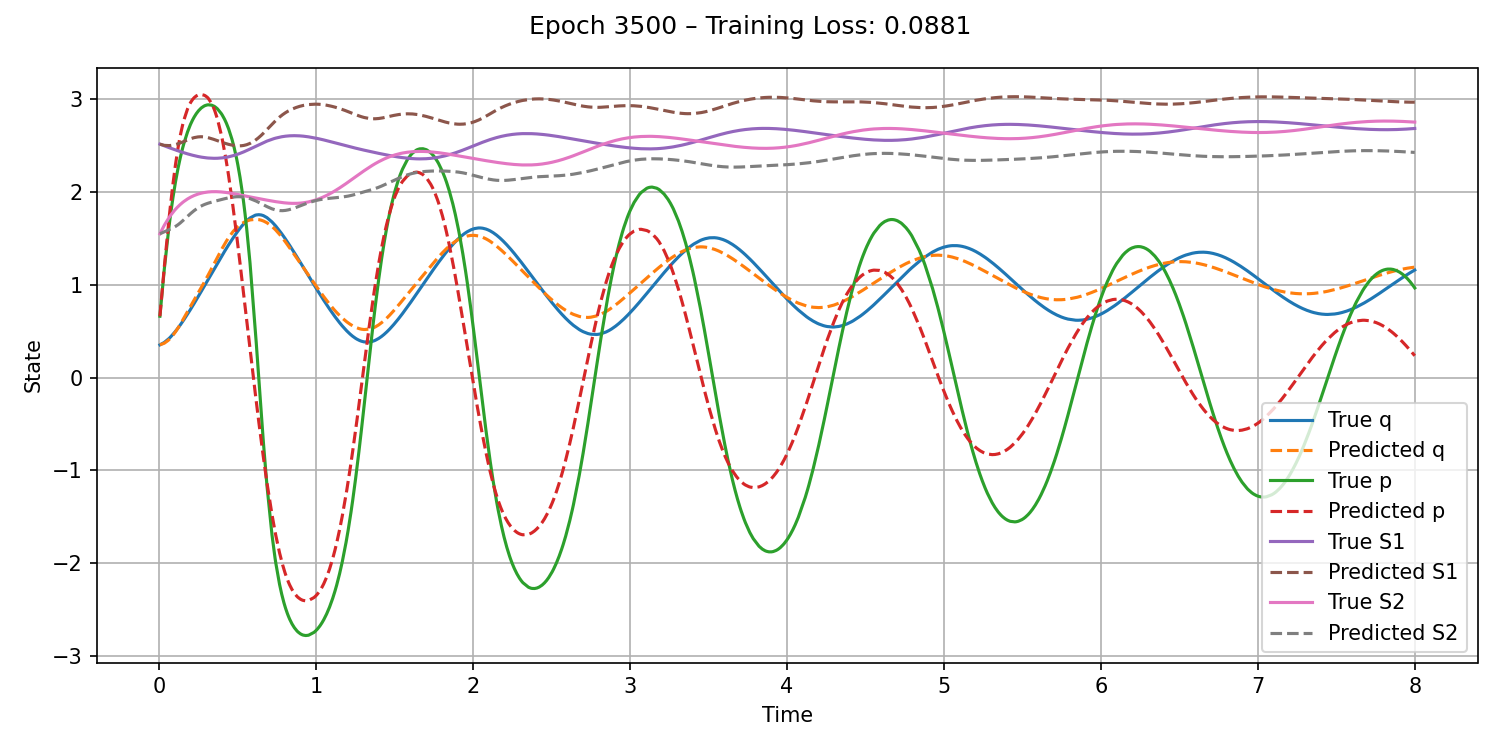 Epoch 3500 – Training Loss: 0.0881
3
2
1
0
−1
−2
−3
State
0 1 2 3 4 5 6 7 8
Time
True q
Predicted q
True p
Predicted p
True S1
Predicted S1
True S2
Predicted S2